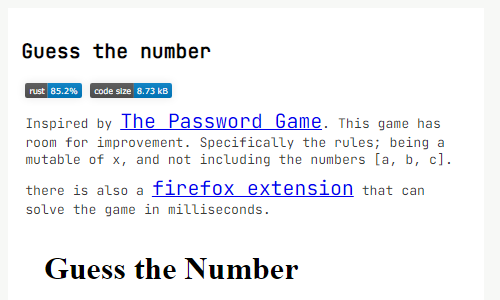 Guess the number
rust 85.2% code size 8.73 kB
Inspired by The Password Game. This game has
room for improvement. Specifically the rules; being a
mutable of x, and not including the numbers [a, b, c].
there is also a firefox extension that can
solve the game in milliseconds.
Guess the Number